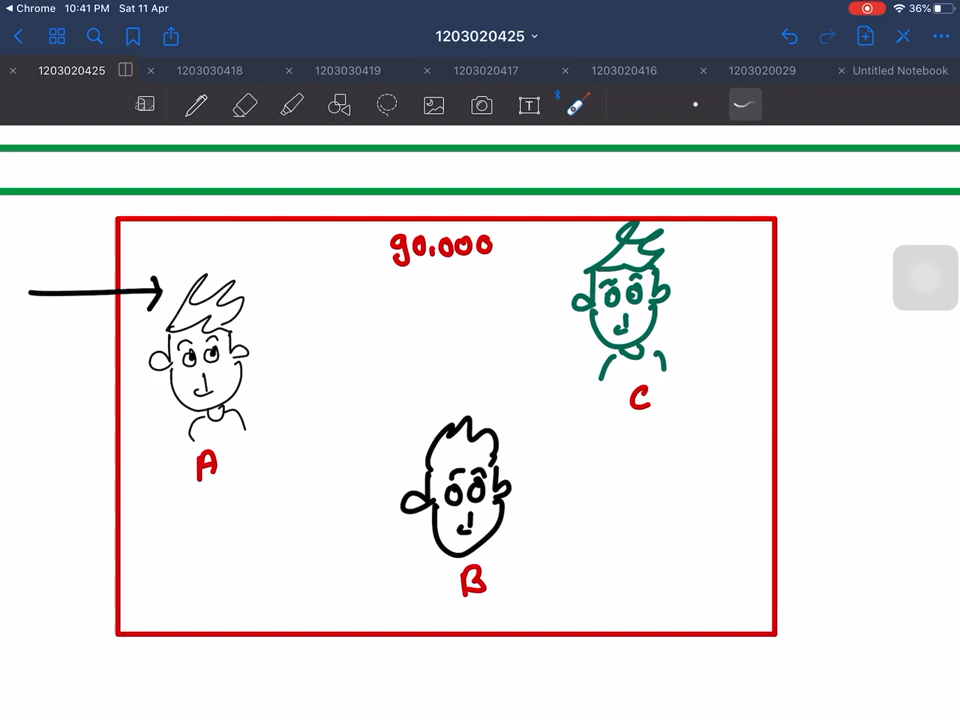 Chrome 10:41 PM Sat 11 Apr 36%
1203020425
1203020425 1203030418 1203030419 1203020417 1203020416 1203020029 Untitled Notebook
T
90.000
A
C
B